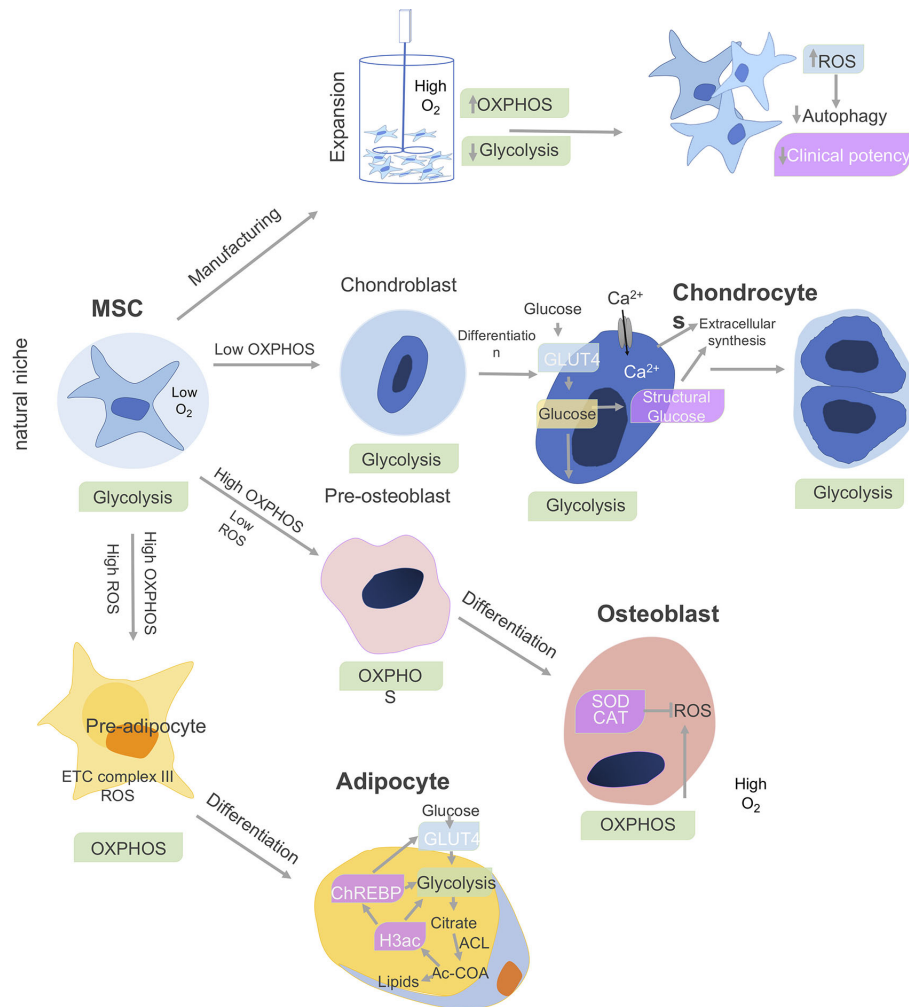 Expansion
High
O2
OXPHOS
Glycolysis
ROS
Autophagy
Clinical potency
Manufacturing
natural niche
MSC
Low
O2
Glycolysis
Low OXPHOS
Chondroblast
Glycolysis
Differentiatio
n
Glucose
GLUT4
Glucose
Ca2+
Ca2+
Structural
Glucose
Glycolysis
Chondrocyte
s
Extracellular
synthesis
Glycolysis
High OXPHOS
Low
ROS
Pre-osteoblast
OXPHO
S
Differentiation
Osteoblast
SOD
CAT
ROS
OXPHOS
High
O2
High OXPHOS
High ROS
Pre-adipocyte
ETC complex III
ROS
OXPHOS
Differentiation
Adipocyte
Glucose
GLUT4
ChREBP
Glycolysis
Citrate
H3ac
ACL
Ac-COA
Lipids